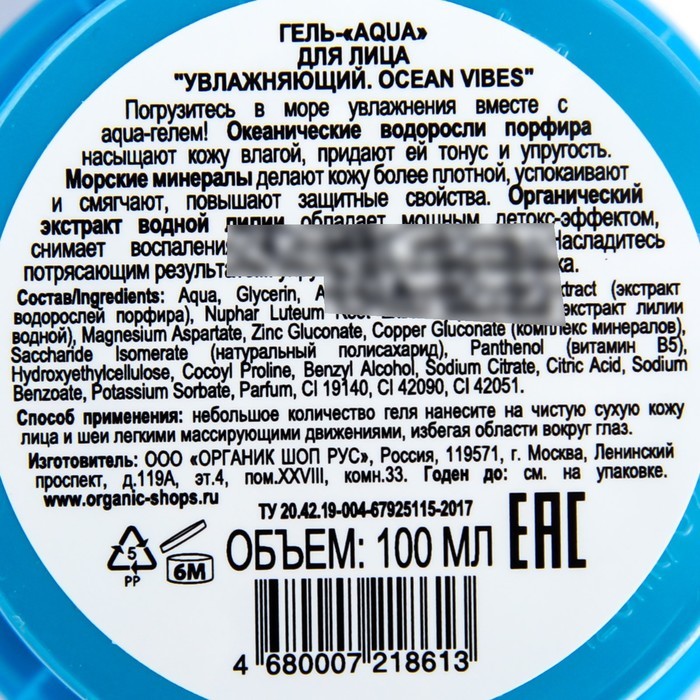 ГЕЛЬ-«AQUA»
ДЛЯ ЛИЦА
"УВЛАЖНЯЮЩИЙ. OCEAN VIBES"
Погрузитесь в море увлажнения вместе с
aqua-гелем! Океанические водоросли порфира
насыщают кожу влагой, придают ей тонус и упругость.
Морские минералы делают кожу более плотной, успокаивают
и смягчают, повышают защитные свойства. Органический
экстракт водной лилии обладает мощным детокс-эффектом,
снимает Насладитесь
потрясающим
Состав/Ingredients: Aqua, Glycerin, (экстракт
водорослей порфира), Nuphar Luteum экстракт лилии
водной), Magnesium Aspartate, Zinc Gluconate, Copper Gluconate (комплекс минералов),
Saccharide Isomerate (натуральный полисахарид), Panthenol (витамин B5),
Hydroxyethylcellulose, Cocoyl Proline, Benzyl Alcohol, Sodium Citrate, Citric Acid, Sodium
Benzoate, Potassium Sorbate, Parfum, CI 19140, CI 42090, CI 42051.
Способ применения: небольшое количество геля нанесите на чистую сухую кожу
лица и шеи легкими массирующими движениями, избегая области вокруг глаз.
Изготовитель: ООО «ОРГАНИК ШОП РУС», Россия, 119571, г. Москва, Ленинский
проспект, д.119А, эт.4, пом.XXVIII, комн.33. Годен до: см. на упаковке.
www.organic-shops.ru
ТУ 20.42.19-004-67925115-2017
5
PP
6M
ОБЪЕМ: 100 МЛ
EAC
4 680007 218613